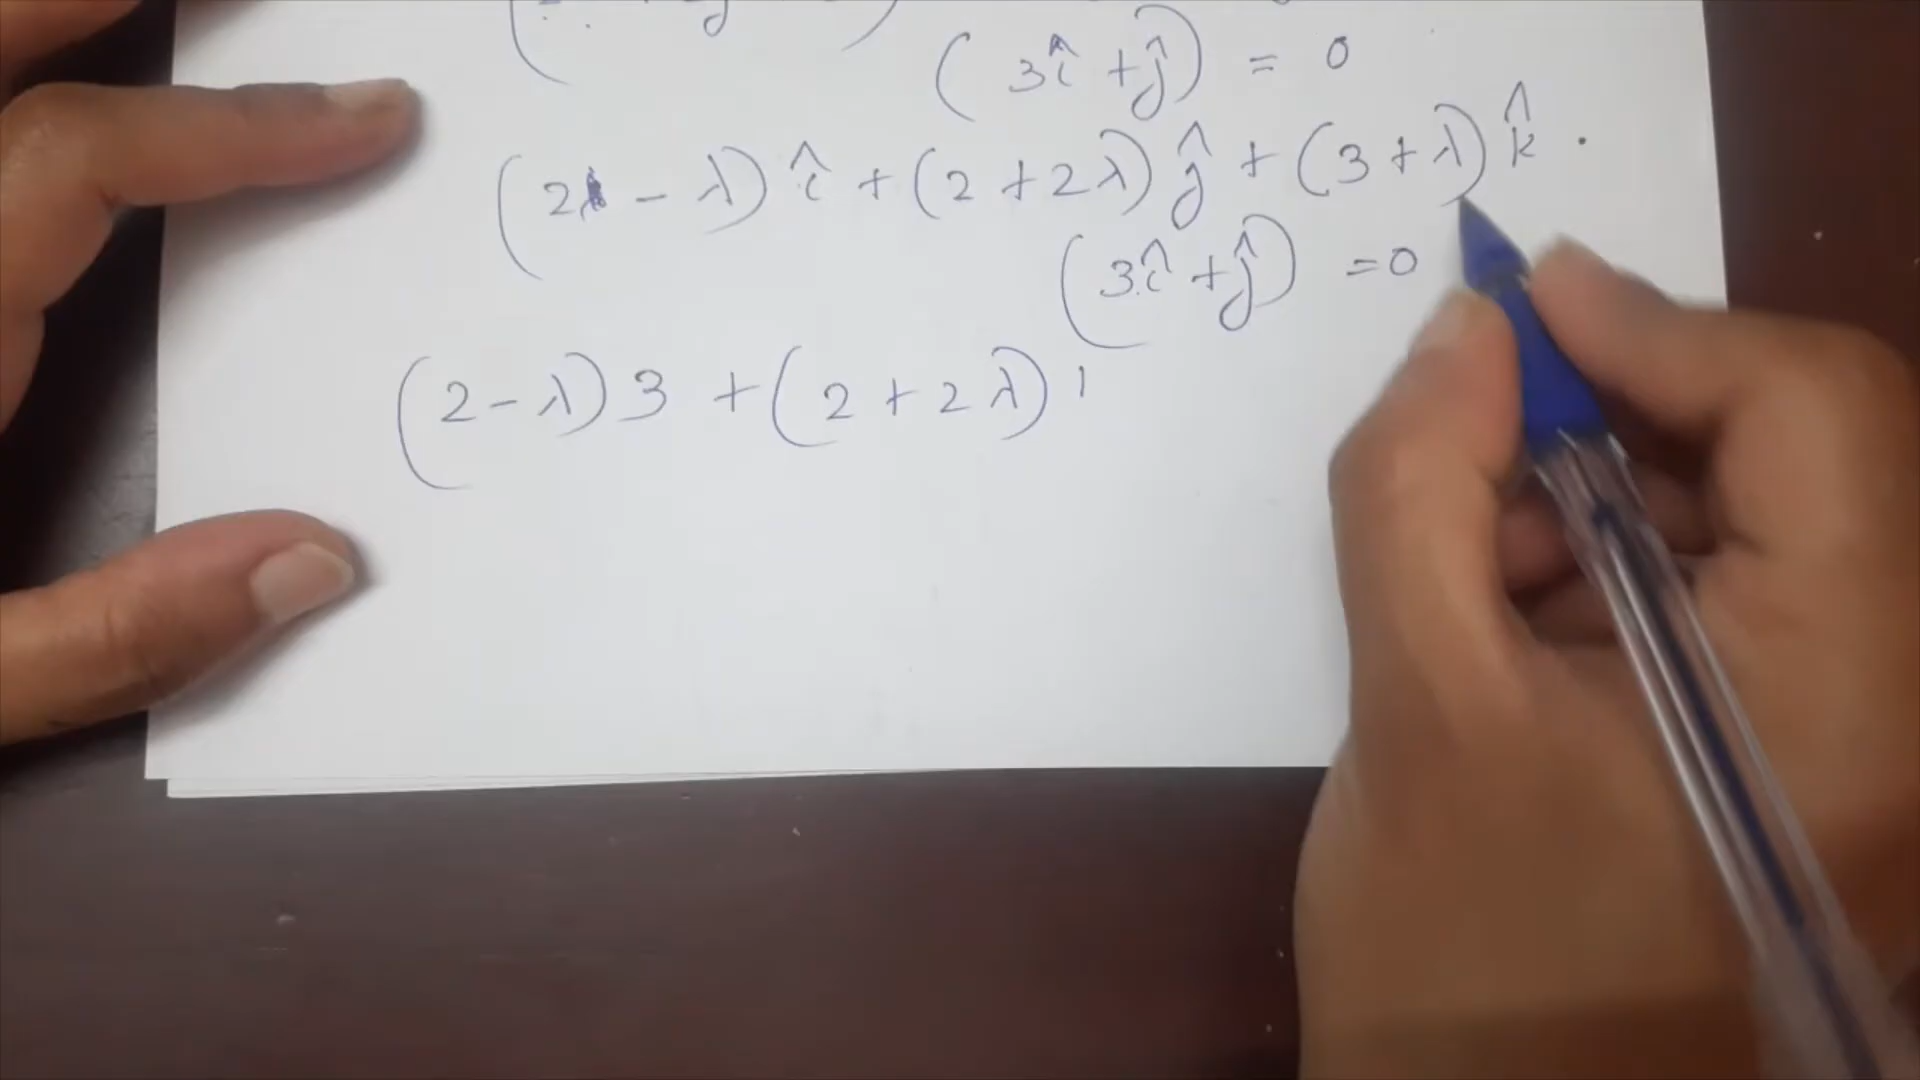 (3î + ĵ) = 0
(2 - λ) î + (2 + 2λ) ĵ + (3 + λ) k̂ .
(3î + ĵ) = 0
(2 - λ) 3 + (2 + 2λ) 1